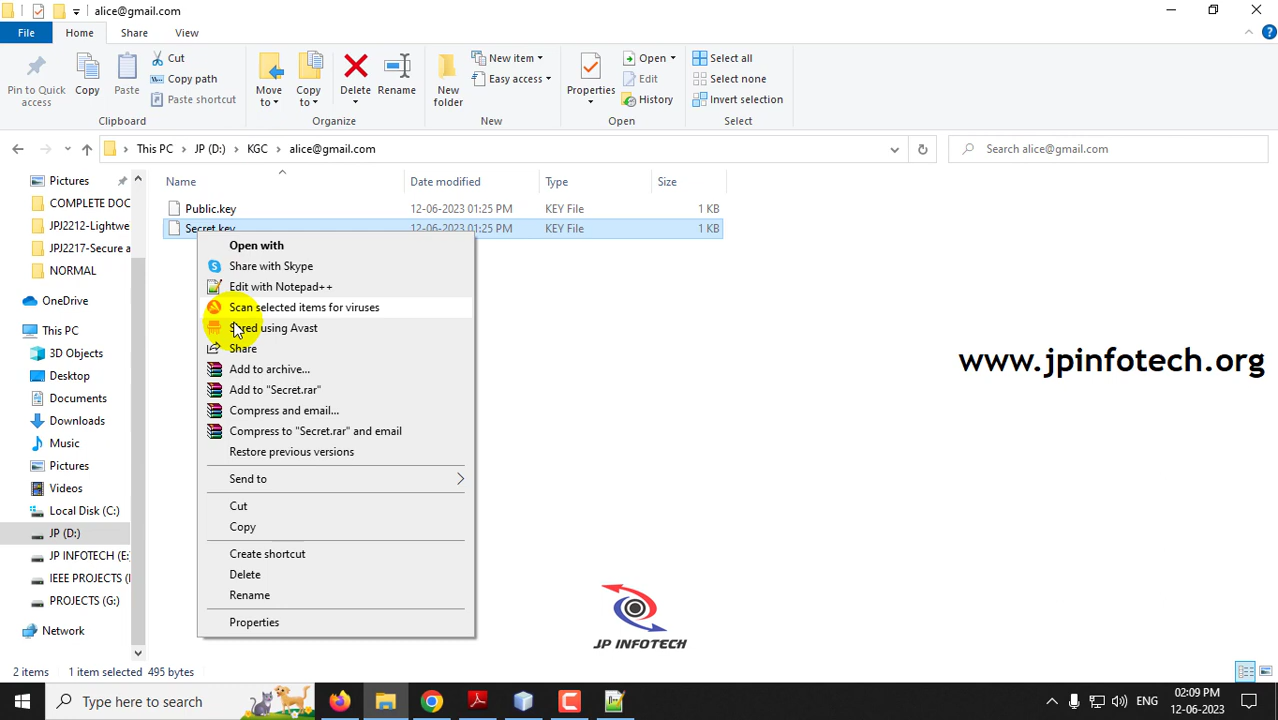 alice@gmail.com
File Home Share View
Pin to Quick access
Copy
Paste
Cut
Copy path
Paste shortcut
Clipboard
Move to
Copy to
Delete
Rename
Organize
New folder
New item
Easy access
New
Properties
Open
Edit
History
Open
Select all
Select none
Invert selection
Select
This PC > JP (D:) > KGC > alice@gmail.com
Search alice@gmail.com
Name Date modified Type Size
Public.key 12-06-2023 01:25 PM KEY File 1 KB
Secret.key 12-06-2023 01:25 PM KEY File 1 KB
Pictures
COMPLETE DOC
JPJ2212-Lightwe
JPJ2217-Secure a
NORMAL
OneDrive
This PC
3D Objects
Desktop
Documents
Downloads
Music
Pictures
Videos
Local Disk (C:)
JP (D:)
JP INFOTECH (E:
IEEE PROJECTS (
PROJECTS (G:)
Network
Open with
Share with Skype
Edit with Notepad++
Scan selected items for viruses
using Avast
Share
Add to archive...
Add to "Secret.rar"
Compress and email...
Compress to "Secret.rar" and email
Restore previous versions
Send to
Cut
Copy
Create shortcut
Delete
Rename
Properties
www.jpinfotech.org
JP INFOTECH
2 items 1 item selected 495 bytes
Type here to search
ENG
02:09 PM
12-06-2023